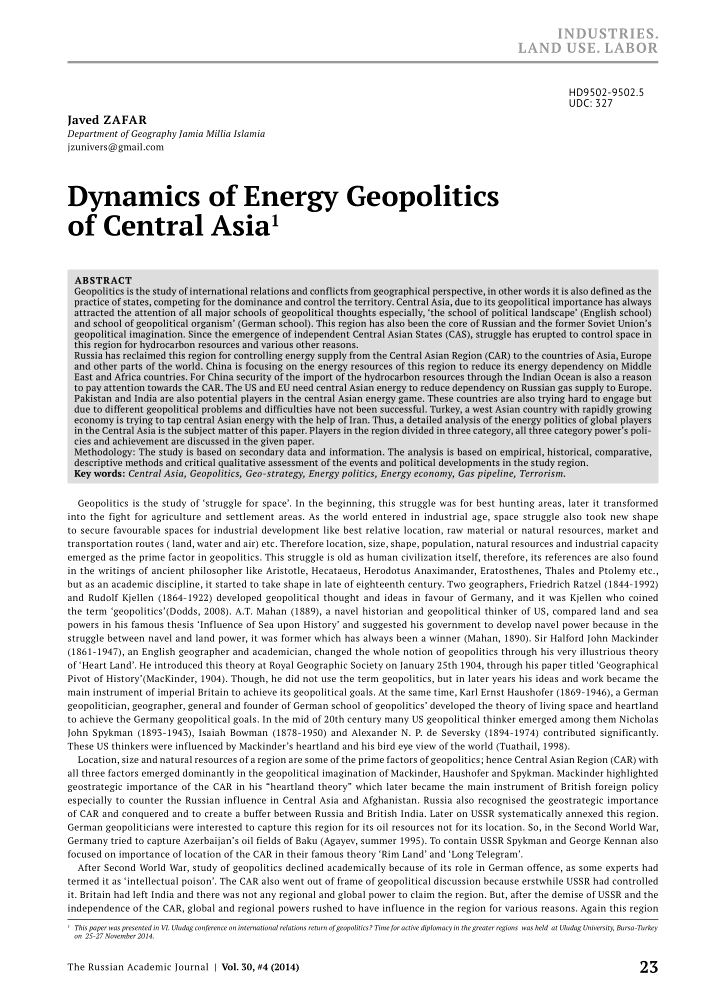 INDUSTRIES.
LAND USE. LABOR
HD9502-9502.5
UDC: 327
Javed ZAFAR
Department of Geography Jamia Millia Islamia
jzunivers@gmail.com
Dynamics of Energy Geopolitics
of Central Asia¹
ABSTRACT
Geopolitics is the study of international relations and conflicts from geographical perspective, in other words it is also defined as the
practice of states, competing for the dominance and control the territory. Central Asia, due to its geopolitical importance has always
attracted the attention of all major schools of geopolitical thoughts especially, ‘the school of political landscape’ (English school)
and school of geopolitical organism’ (German school). This region has also been the core of Russian and the former Soviet Union’s
geopolitical imagination. Since the emergence of independent Central Asian States (CAS), struggle has erupted to control space in
this region for hydrocarbon resources and various other reasons.
Russia has reclaimed this region for controlling energy supply from the Central Asian Region (CAR) to the countries of Asia, Europe
and other parts of the world. China is focusing on the energy resources of this region to reduce its energy dependency on Middle
East and Africa countries. For China security of the import of the hydrocarbon resources through the Indian Ocean is also a reason
to pay attention towards the CAR. The US and EU need central Asian energy to reduce dependency on Russian gas supply to Europe.
Pakistan and India are also potential players in the central Asian energy game. These countries are also trying hard to engage but
due to different geopolitical problems and difficulties have not been successful. Turkey, a west Asian country with rapidly growing
economy is trying to tap central Asian energy with the help of Iran. Thus, a detailed analysis of the energy politics of global players
in the Central Asia is the subject matter of this paper. Players in the region divided in three category, all three category power’s poli-
cies and achievement are discussed in the given paper.
Methodology: The study is based on secondary data and information. The analysis is based on empirical, historical, comparative,
descriptive methods and critical qualitative assessment of the events and political developments in the study region.
Key words: Central Asia, Geopolitics, Geo-strategy, Energy politics, Energy economy, Gas pipeline, Terrorism.
Geopolitics is the study of ‘struggle for space’. In the beginning, this struggle was for best hunting areas, later it transformed
into the fight for agriculture and settlement areas. As the world entered in industrial age, space struggle also took new shape
to secure favourable spaces for industrial development like best relative location, raw material or natural resources, market and
transportation routes ( land, water and air) etc. Therefore location, size, shape, population, natural resources and industrial capacity
emerged as the prime factor in geopolitics. This struggle is old as human civilization itself, therefore, its references are also found
in the writings of ancient philosopher like Aristotle, Hecataeus, Herodotus Anaximander, Eratosthenes, Thales and Ptolemy etc.,
but as an academic discipline, it started to take shape in late of eighteenth century. Two geographers, Friedrich Ratzel (1844-1992)
and Rudolf Kjellen (1864-1922) developed geopolitical thought and ideas in favour of Germany, and it was Kjellen who coined
the term ‘geopolitics’(Dodds, 2008). A.T. Mahan (1889), a navel historian and geopolitical thinker of US, compared land and sea
powers in his famous thesis ‘Influence of Sea upon History’ and suggested his government to develop navel power because in the
struggle between navel and land power, it was former which has always been a winner (Mahan, 1890). Sir Halford John Mackinder
(1861-1947), an English geographer and academician, changed the whole notion of geopolitics through his very illustrious theory
of ‘Heart Land’. He introduced this theory at Royal Geographic Society on January 25th 1904, through his paper titled ‘Geographical
Pivot of History’(MacKinder, 1904). Though, he did not use the term geopolitics, but in later years his ideas and work became the
main instrument of imperial Britain to achieve its geopolitical goals. At the same time, Karl Ernst Haushofer (1869-1946), a German
geopolitician, geographer, general and founder of German school of geopolitics’ developed the theory of living space and heartland
to achieve the Germany geopolitical goals. In the mid of 20th century many US geopolitical thinker emerged among them Nicholas
John Spykman (1893-1943), Isaiah Bowman (1878-1950) and Alexander N. P. de Seversky (1894-1974) contributed significantly.
These US thinkers were influenced by Mackinder’s heartland and his bird eye view of the world (Tuathail, 1998).
Location, size and natural resources of a region are some of the prime factors of geopolitics; hence Central Asian Region (CAR) with
all three factors emerged dominantly in the geopolitical imagination of Mackinder, Haushofer and Spykman. Mackinder highlighted
geostrategic importance of the CAR in his “heartland theory” which later became the main instrument of British foreign policy
especially to counter the Russian influence in Central Asia and Afghanistan. Russia also recognised the geostrategic importance
of CAR and conquered and to create a buffer between Russia and British India. Later on USSR systematically annexed this region.
German geopoliticians were interested to capture this region for its oil resources not for its location. So, in the Second World War,
Germany tried to capture Azerbaijan’s oil fields of Baku (Agayev, summer 1995). To contain USSR Spykman and George Kennan also
focused on importance of location of the CAR in their famous theory ‘Rim Land’ and ‘Long Telegram’.
After Second World War, study of geopolitics declined academically because of its role in German offence, as some experts had
termed it as ‘intellectual poison’. The CAR also went out of frame of geopolitical discussion because erstwhile USSR had controlled
it. Britain had left India and there was not any regional and global power to claim the region. But, after the demise of USSR and the
independence of the CAR, global and regional powers rushed to have influence in the region for various reasons. Again this region
¹ This paper was presented in VI. Uludag conference on international relations return of geopolitics? Time for active diplomacy in the greater regions was held at Uludag University, Bursa-Turkey
on 25-27 November 2014.
The Russian Academic Journal | Vol. 30, #4 (2014)
23